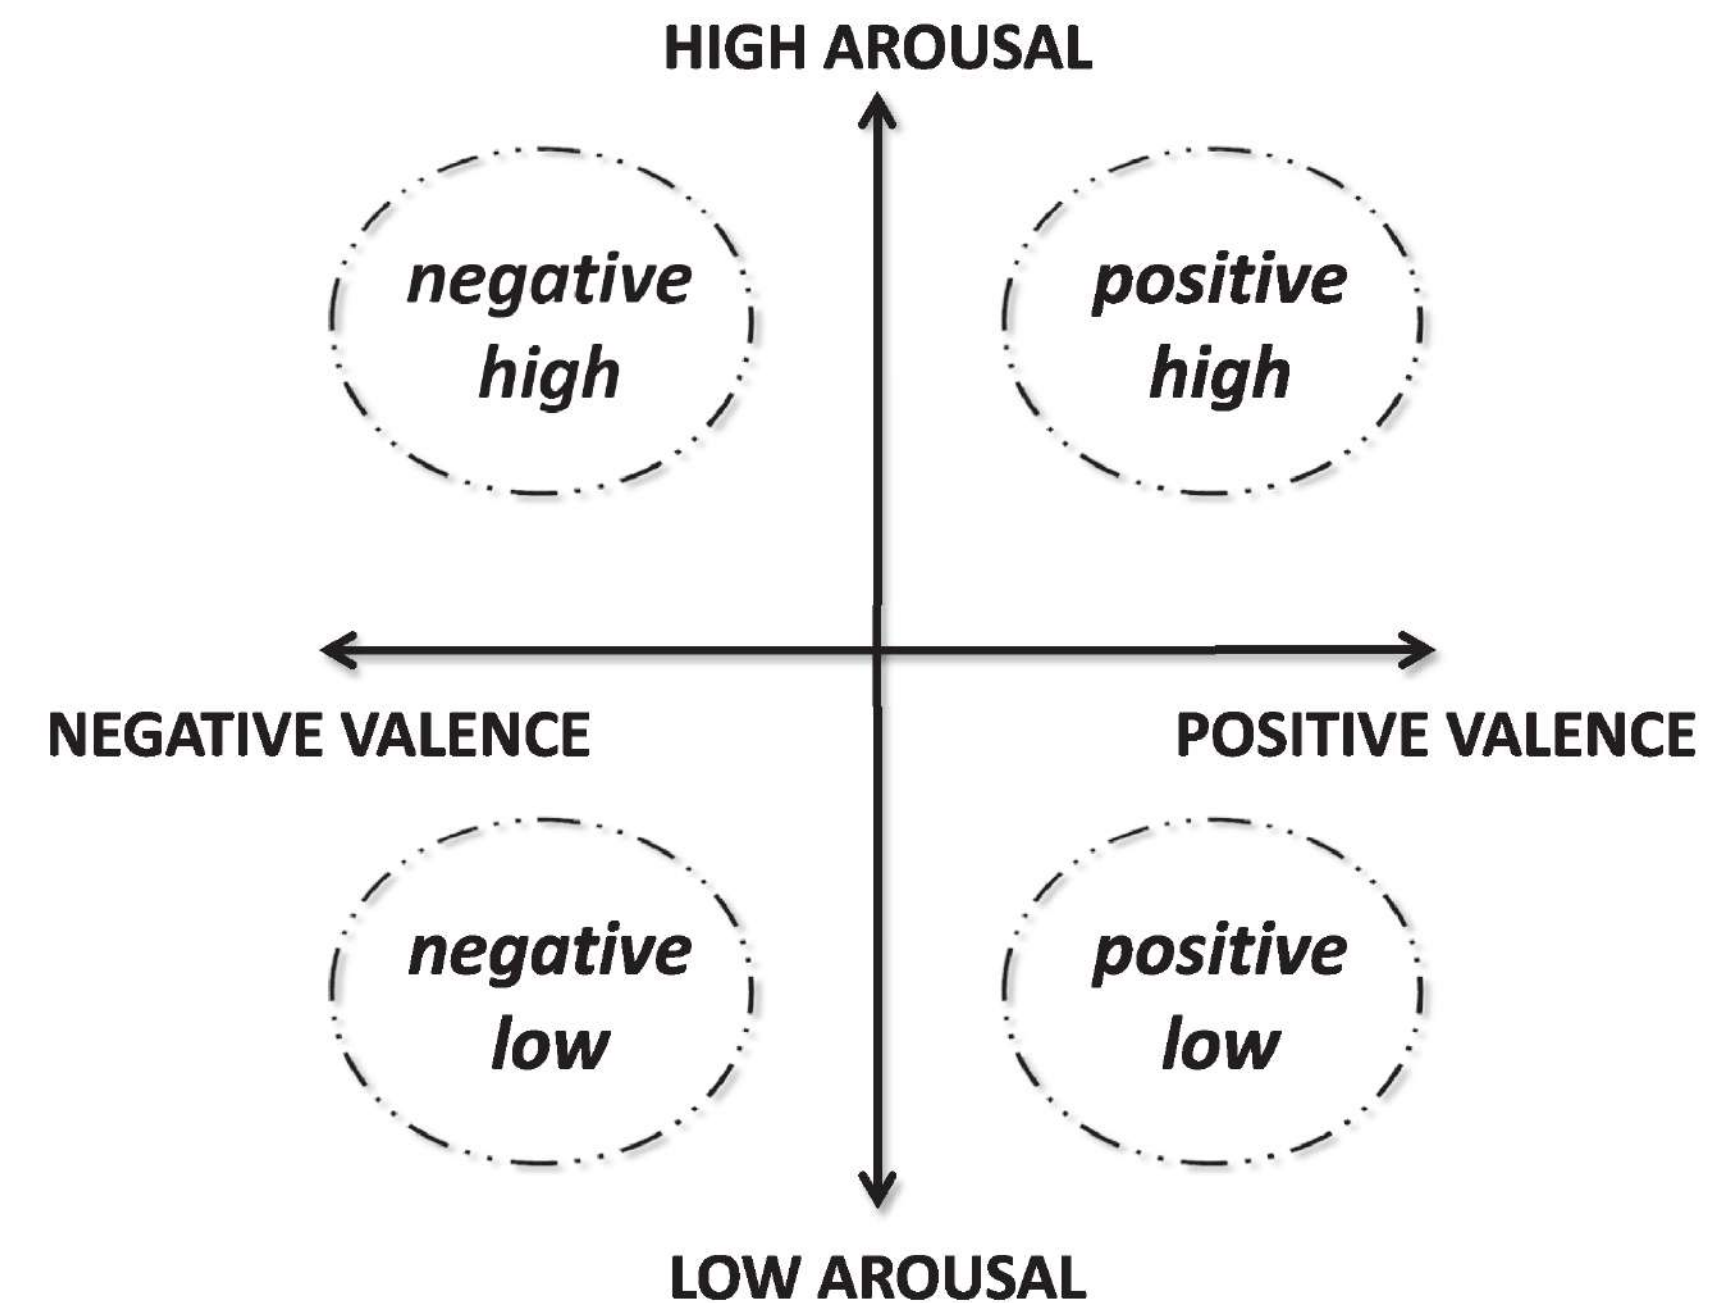 HIGH AROUSAL
negative
high
positive
high
NEGATIVE VALENCE
POSITIVE VALENCE
negative
low
positive
low
LOW AROUSAL